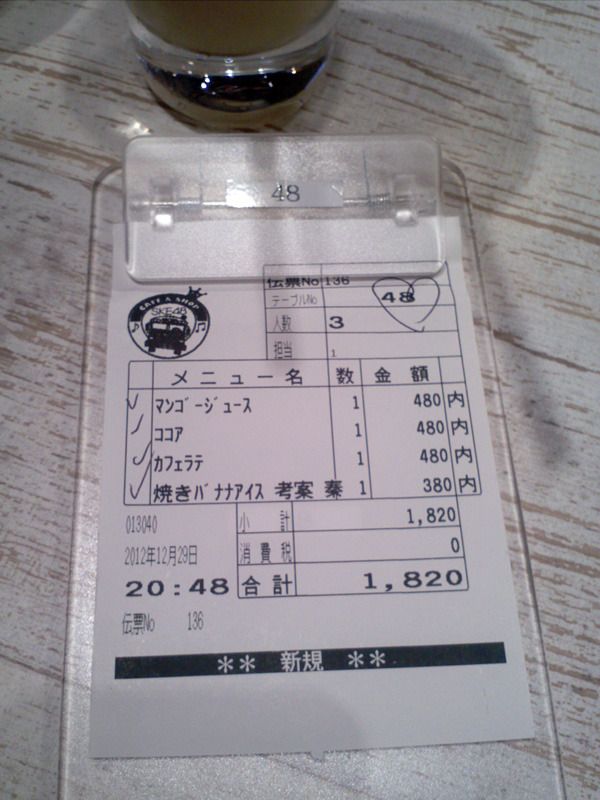 48
CAFE & SHOP
SKE48
伝票No 136
テーブルNo 48
人数 3
担当 1
メニュー名 数 金額
マンゴージュース 1 480 内
ココア 1 480 内
カフェラテ 1 480 内
焼きバナナアイス 考案 秦 1 380 内
013040 小計 1,820
2012年12月29日 消費税 0
20:48 合計 1,820
伝票No 136
** 新規 **